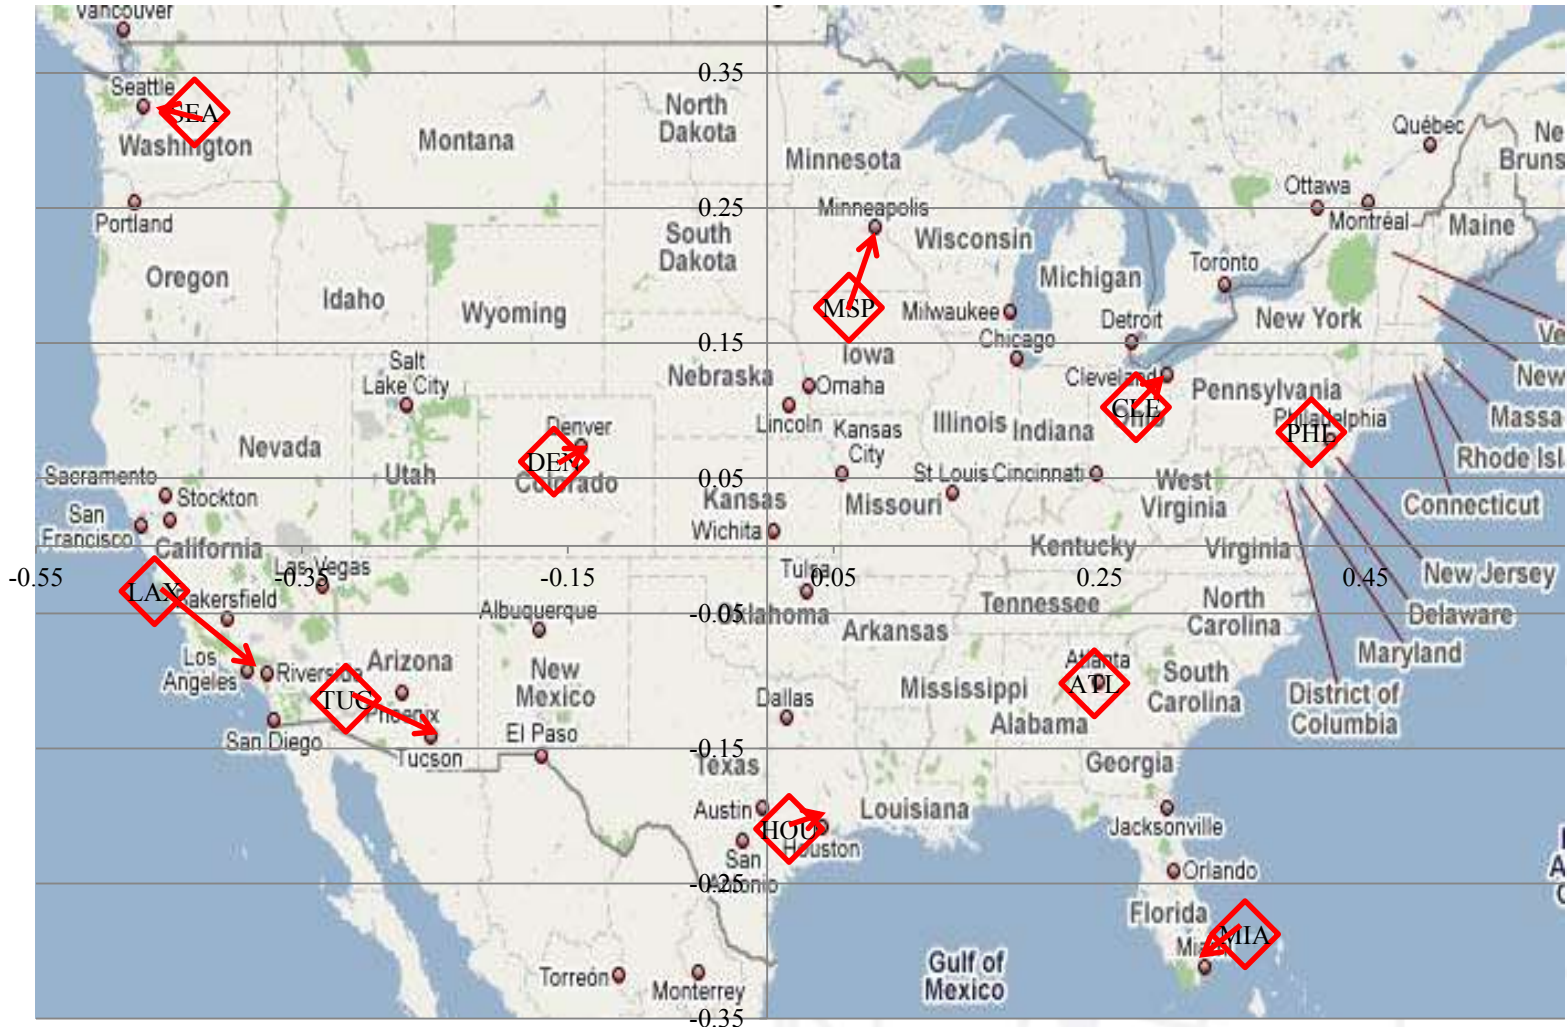 Vancouver
0.35
Seattle
SEA
Washington
North
Dakota
Montana
Minnesota
Québec
Ne
Bruns
Ottawa
Portland
0.25
Minneapolis
Montréal
Maine
South
Dakota
Wisconsin
Toronto
Michigan
Oregon
Idaho
Wyoming
MSP
Milwaukee
Detroit
New York
Ve
Chicago
0.15
Iowa
Salt
Lake City
Nebraska
Omaha
Cleveland
Pennsylvania
New
CLE
Ohio
Massa
Denver
Lincoln
Kansas
City
Illinois
Indiana
Philadelphia
PHL
Nevada
DEN
Colorado
Utah
Rhode Isl
Sacramento
0.05
St Louis
Cincinnati
West
Virginia
Stockton
Kansas
Missouri
Connecticut
San
Francisco
Wichita
California
Kentucky
Virginia
-0.55
-0.35
Las Vegas
-0.15
Tulsa
0.05
0.25
0.45
New Jersey
LAX
Bakersfield
Albuquerque
-0.05
Oklahoma
Tennessee
North
Carolina
Delaware
Arkansas
Maryland
Los
Angeles
Riverside
Arizona
New
Mexico
Atlanta
ATL
South
Carolina
TUC
Phoenix
Dallas
Mississippi
Alabama
District of
Columbia
San Diego
Tucson
El Paso
-0.15
Texas
Georgia
Austin
Louisiana
HOU
Houston
Jacksonville
San
Antonio
-0.25
Orlando
Florida
MIA
Miami
Torreón
Monterrey
Gulf of
Mexico
A
C
-0.35